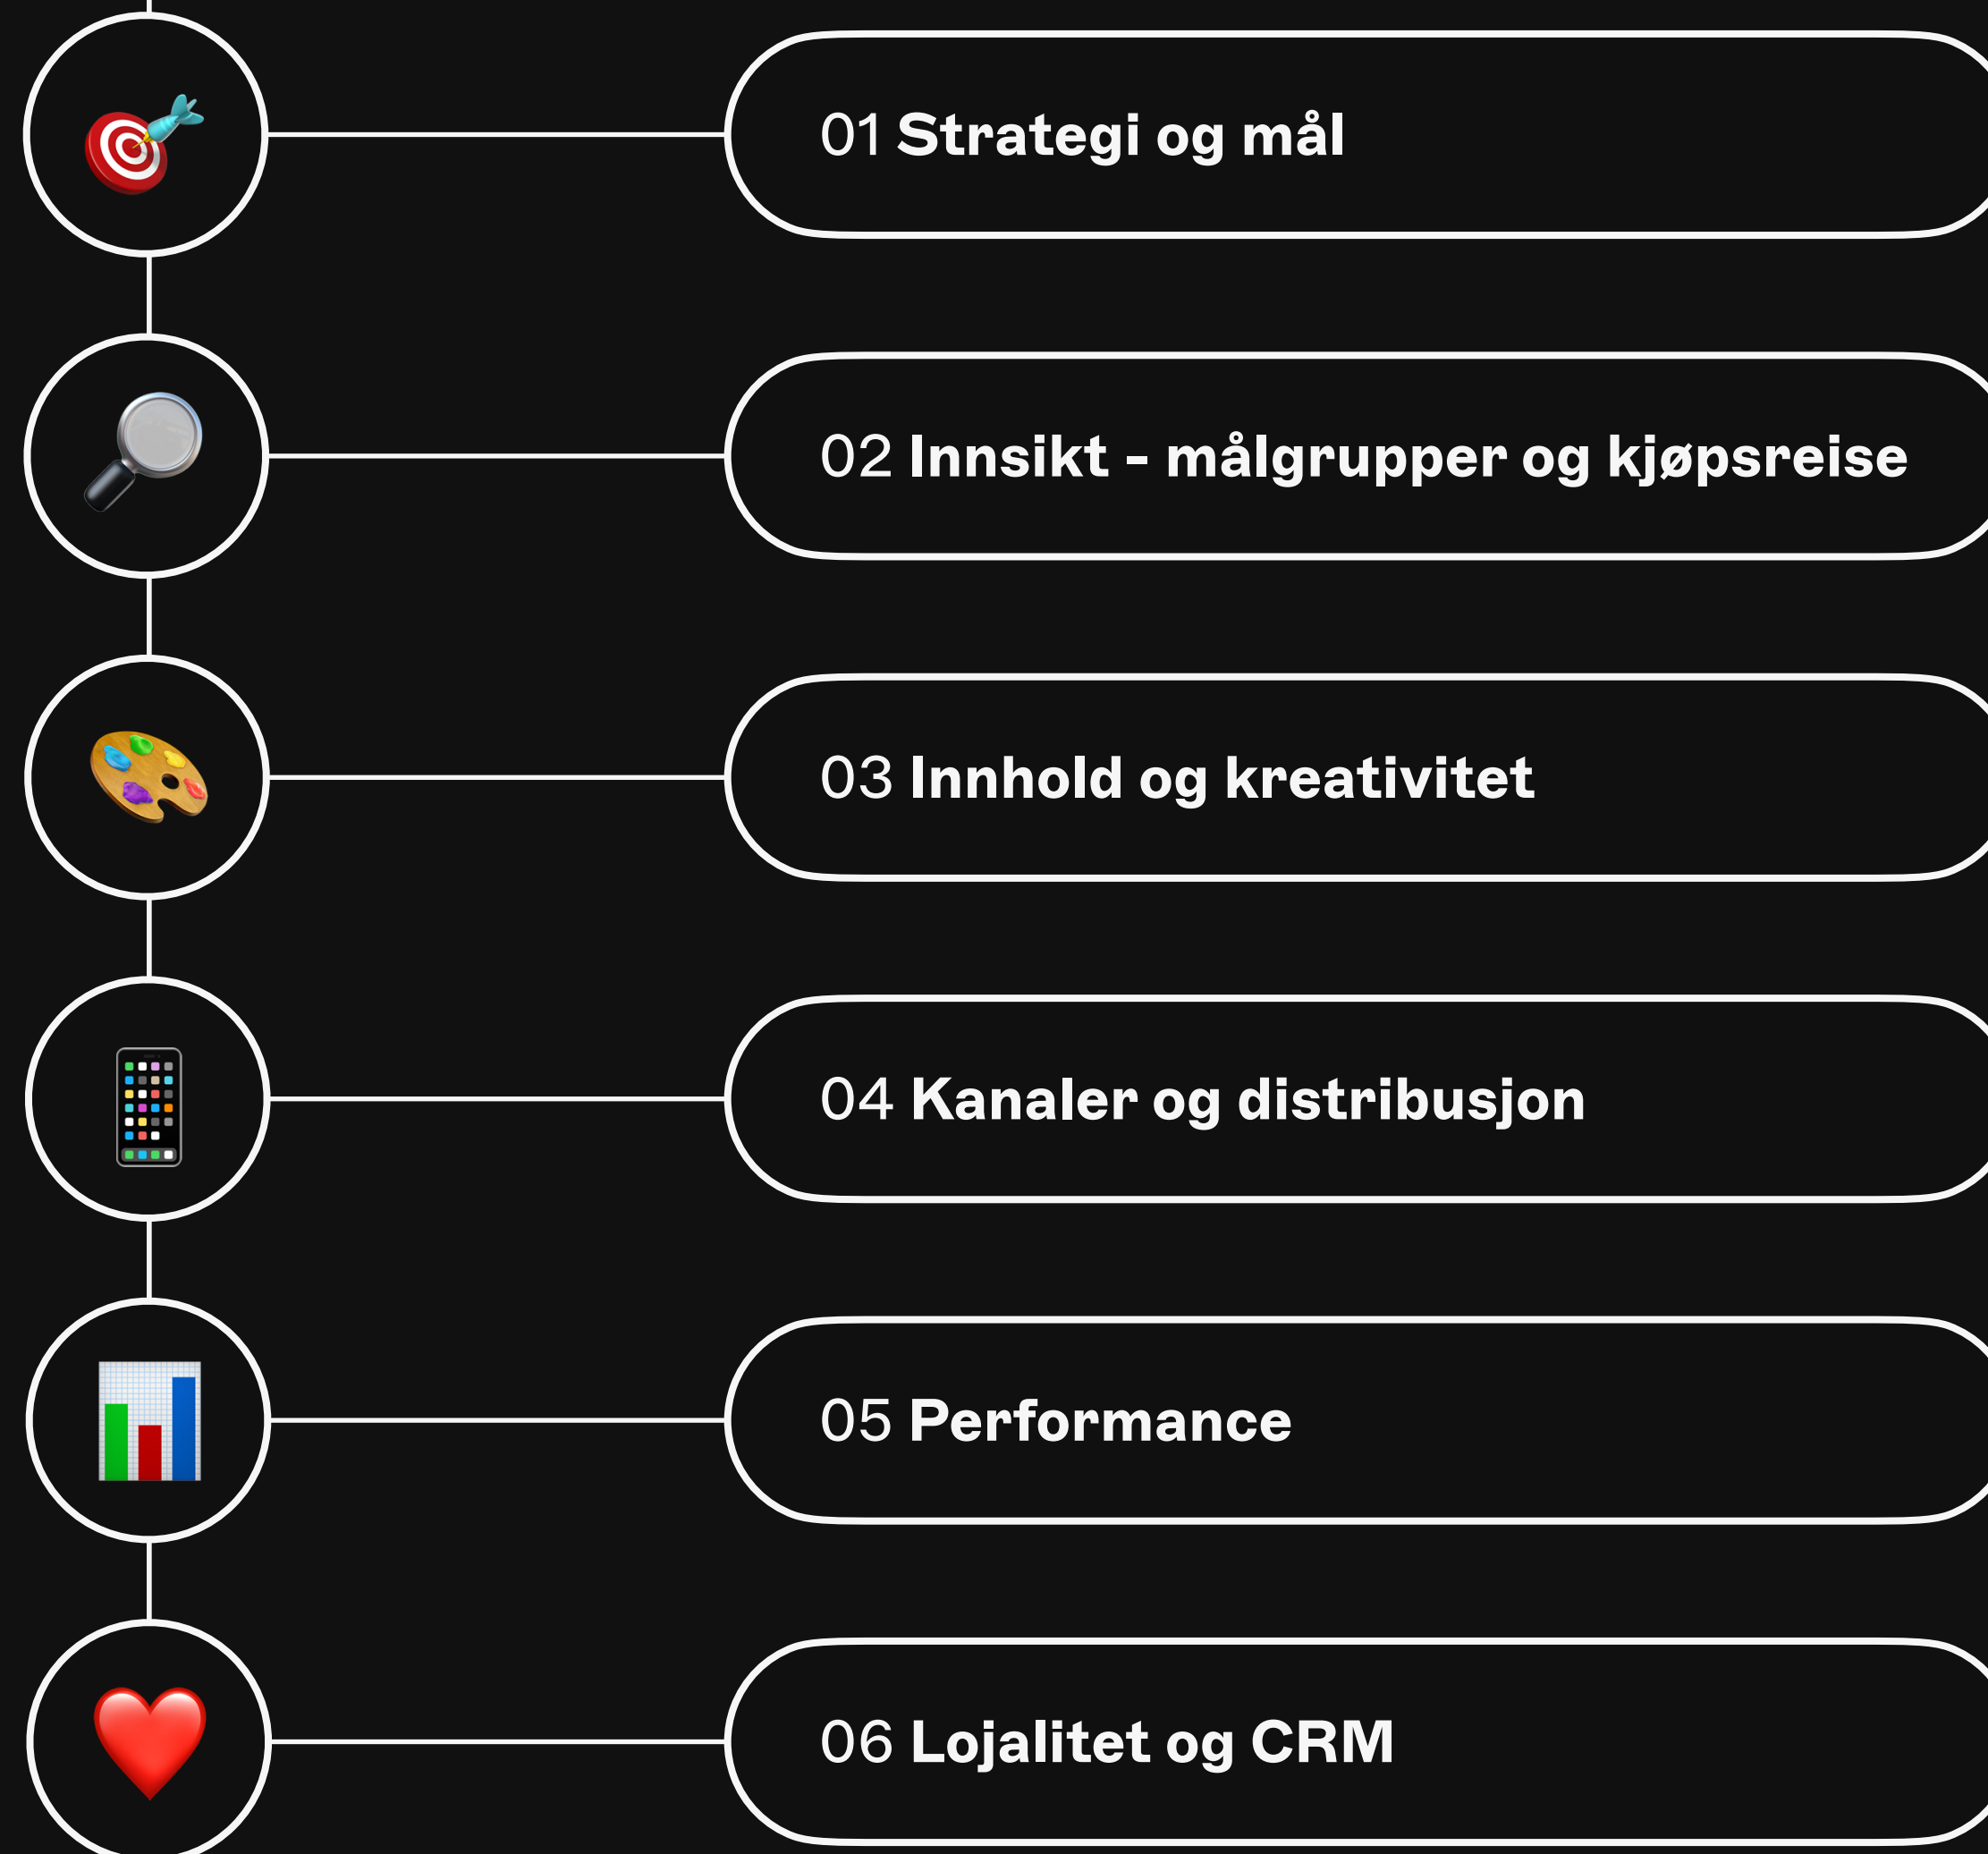 01 Strategi og mål
02 Innsikt - målgrupper og kjøpsreise
03 Innhold og kreativitet
04 Kanaler og distribusjon
05 Performance
06 Lojalitet og CRM